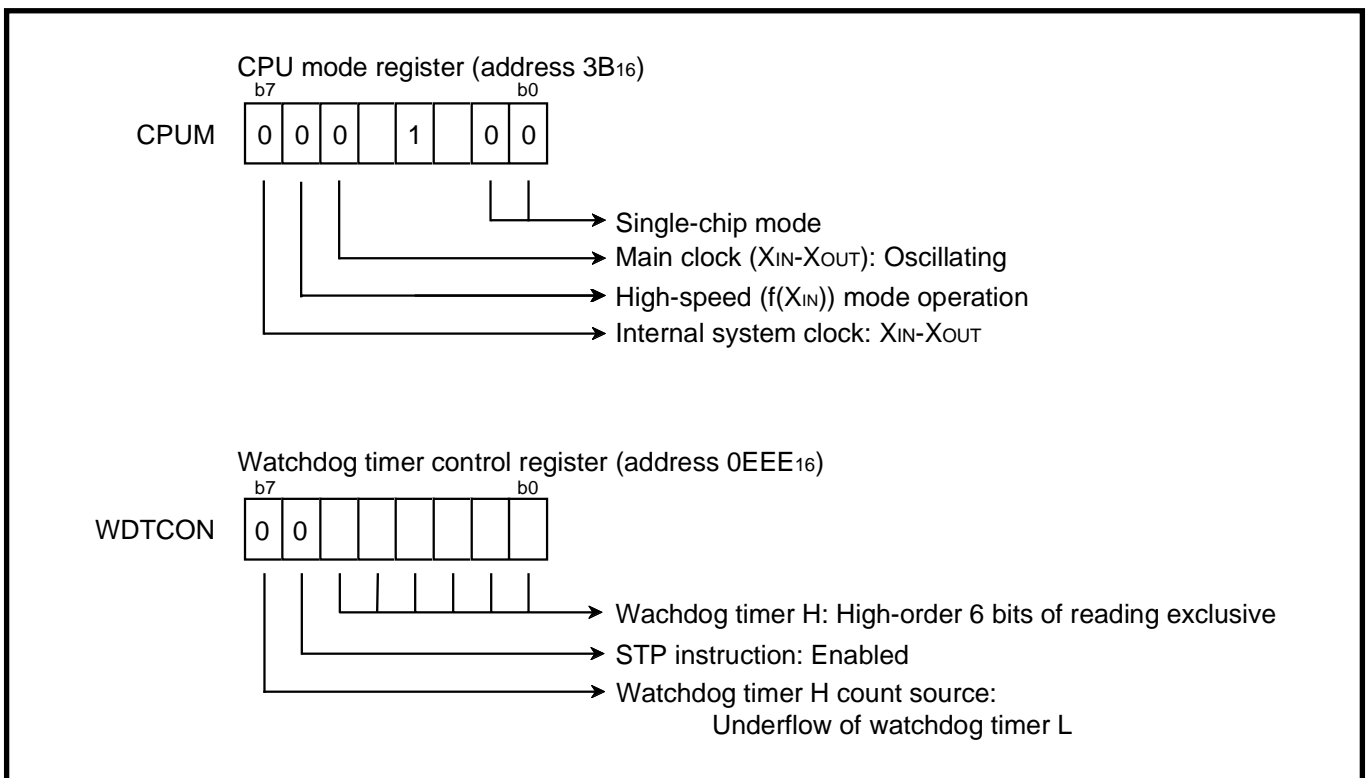 CPU mode register (address 3B16)
b7 b0
CPUM 0 0 0 1 0 0
Single-chip mode
Main clock (XIN-XOUT): Oscillating
High-speed (f(XIN)) mode operation
Internal system clock: XIN-XOUT
Watchdog timer control register (address 0EEE16)
b7 b0
WDTCON 0 0
Wachdog timer H: High-order 6 bits of reading exclusive
STP instruction: Enabled
Watchdog timer H count source:
Underflow of watchdog timer L